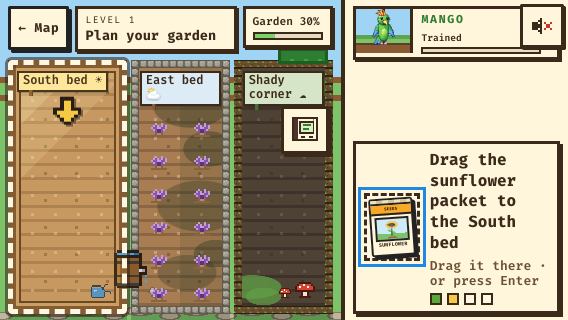 ← Map
LEVEL 1
Plan your garden
Garden 30%
MANGO
Trained
South bed ☀
East bed
Shady
corner ☁
Drag the
sunflower
packet to
the South
bed
SEEDS
SUNFLOWER
Drag it there ·
or press Enter